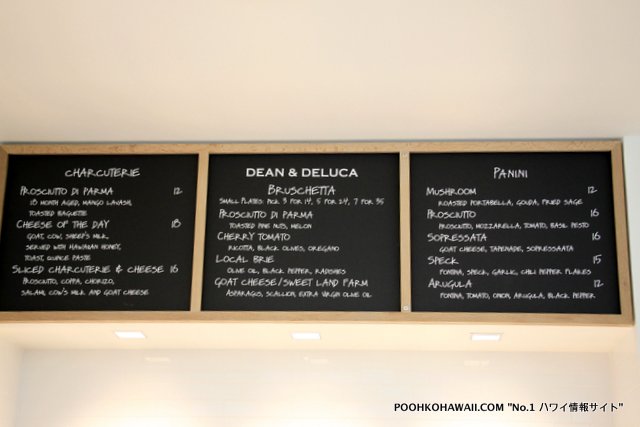 CHARCUTERIE
PROSCIUTTO DI PARMA 12
18 MONTH AGED, MANGO LAVASH,
TOASTED BAGUETTE
CHEESE OF THE DAY 18
GOAT, COW, SHEEP'S MILK
SERVED WITH HAWAIIAN HONEY,
TOAST, QUINCE PASTE
SLICED CHARCUTERIE & CHEESE 16
PROSCIUTTO, COPPA, CHORIZO,
SALAMI, COW'S MILK AND GOAT CHEESE
DEAN & DELUCA
BRUSCHETTA
SMALL PLATES: PICK 3 FOR 14, 5 FOR 24, 7 FOR 35
PROSCIUTTO DI PARMA
TOASTED PINE NUTS, MELON
CHERRY TOMATO
RICOTTA, BLACK OLIVES, OREGANO
LOCAL BRIE
OLIVE OIL, BLACK PEPPER, RADISHES
GOAT CHEESE/SWEET LAND FARM
ASPARAGUS, SCALLION, EXTRA VIRGIN OLIVE OIL
PANINI
MUSHROOM 12
ROASTED PORTABELLA, GOUDA, FRIED SAGE
PROSCIUTTO 16
PROSCIUTTO, MOZZARELLA, TOMATO, BASIL PESTO
SOPRESSATA 16
GOAT CHEESE, TAPENADE, SOPRESSAATA
SPECK 15
FONTINA, SPECK, GARLIC, CHILI PEPPER FLAKES
ARUGULA 12
FONTINA, TOMATO, ONION, ARUGULA, BLACK PEPPER
POOHKOHAWAII.COM "No.1 ハワイ情報サイト"